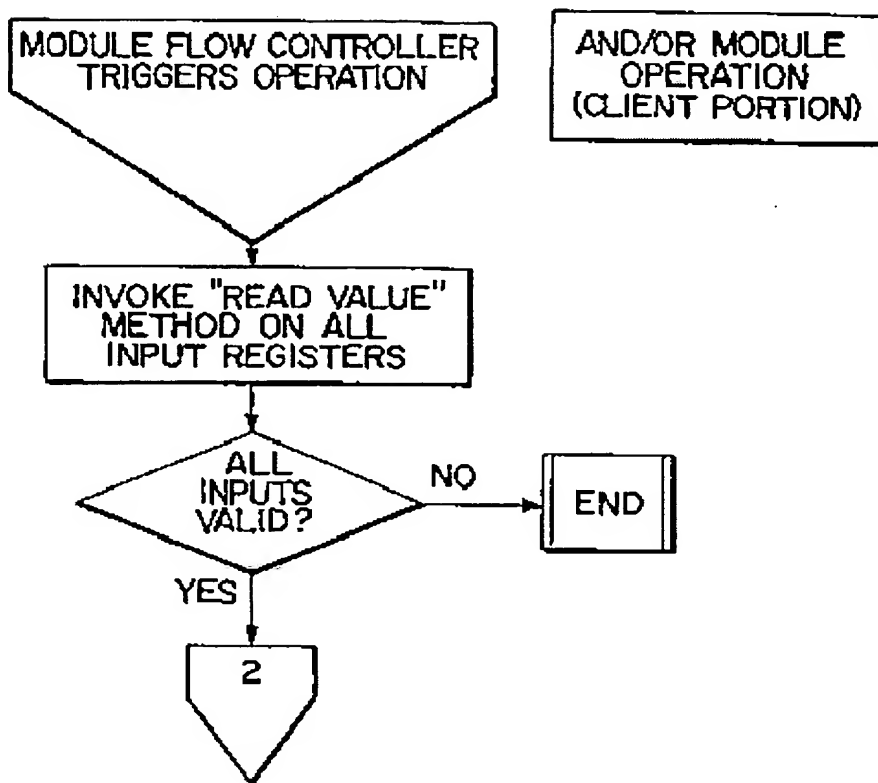 MODULE FLOW CONTROLLER
TRIGGERS OPERATION
AND/OR MODULE
OPERATION
(CLIENT PORTION)
INVOKE "READ VALUE"
METHOD ON ALL
INPUT REGISTERS
ALL
INPUTS
VALID?
NO
END
YES
2